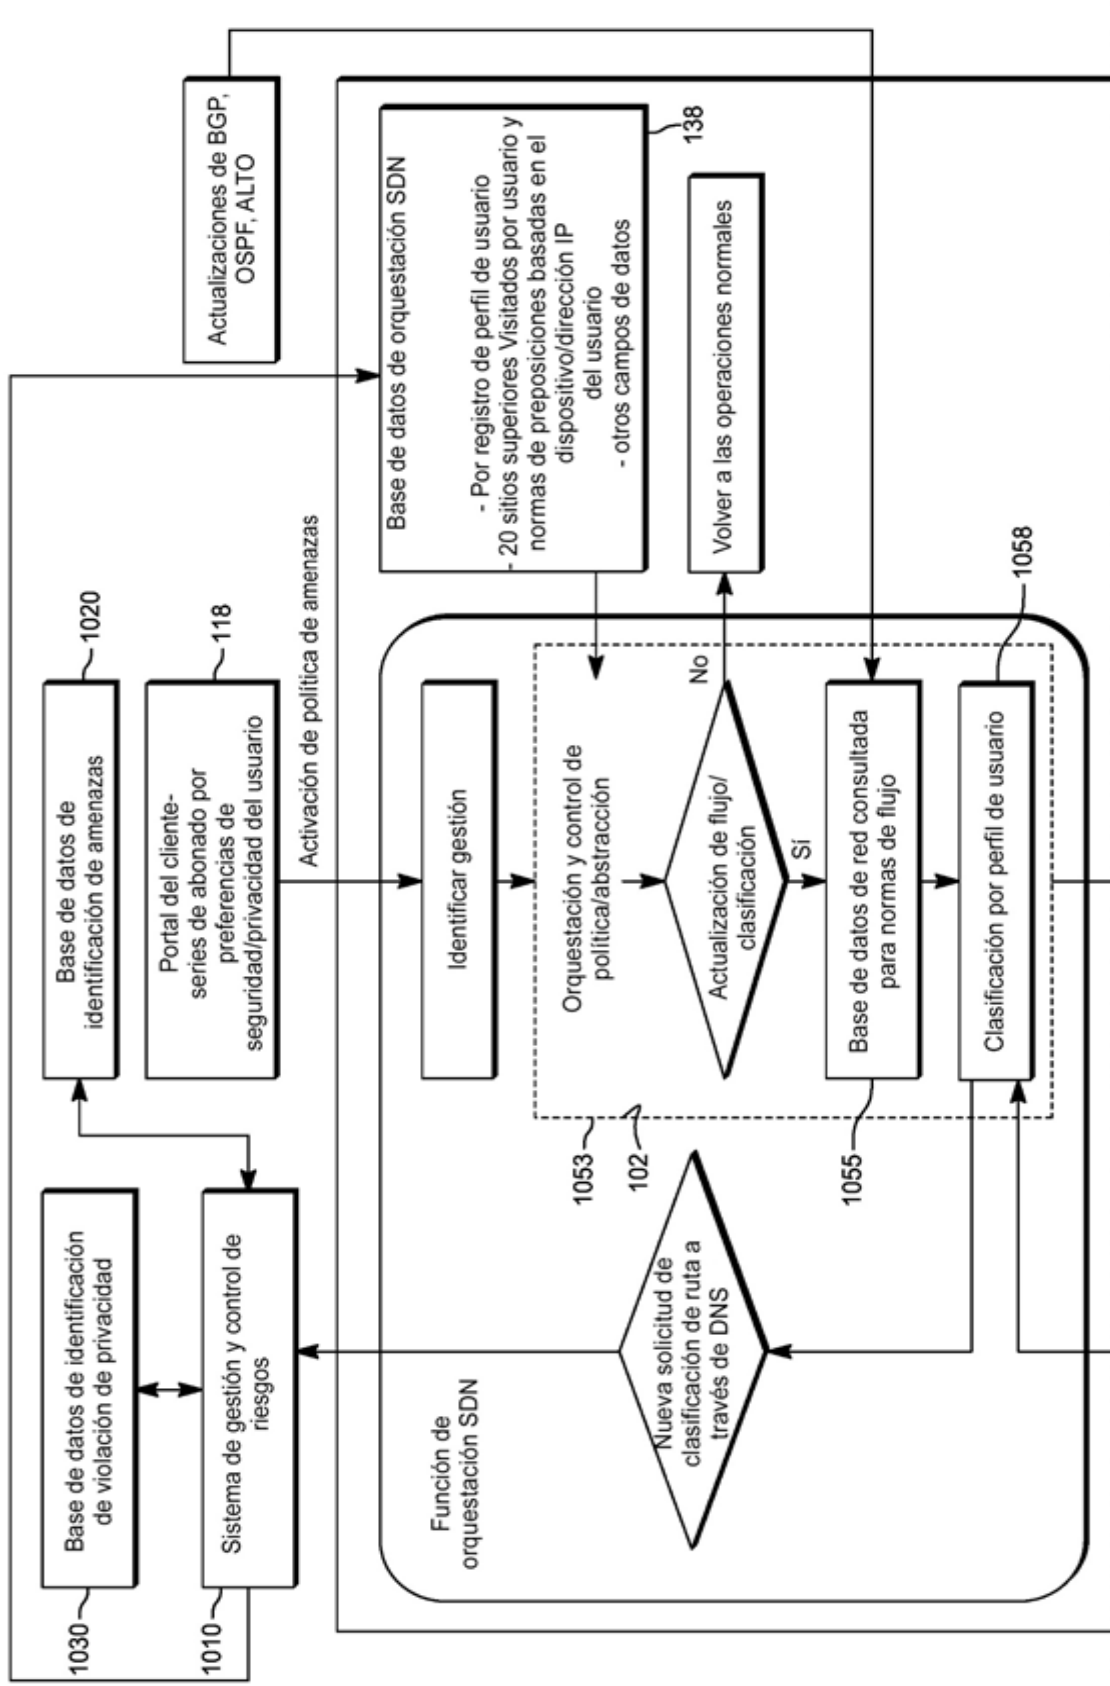 1030
Base de datos de identificación
de violación de privacidad
Base de datos de
identificación de amenazas
1020
1010
Sistema de gestión y control de
riesgos
Portal del cliente-
series de abonado por
preferencias de
seguridad/privacidad del usuario
118
Actualizaciones de BGP,
OSPF, ALTO
Activación de política de amenazas
Función de
orquestación SDN
Identificar gestión
Base de datos de orquestación SDN
- Por registro de perfil de usuario
- 20 sitios superiores Visitados por usuario y
normas de preposiciones basadas en el
dispositivo/dirección IP
del usuario
- otros campos de datos
138
1053
102
Orquestación y control de
política/abstracción
Nueva solicitud de
clasificación de ruta a
través de DNS
Actualización de flujo/
clasificación
No
Volver a las operaciones normales
Sí
1055
Base de datos de red consultada
para normas de flujo
Clasificación por perfil de usuario
1058